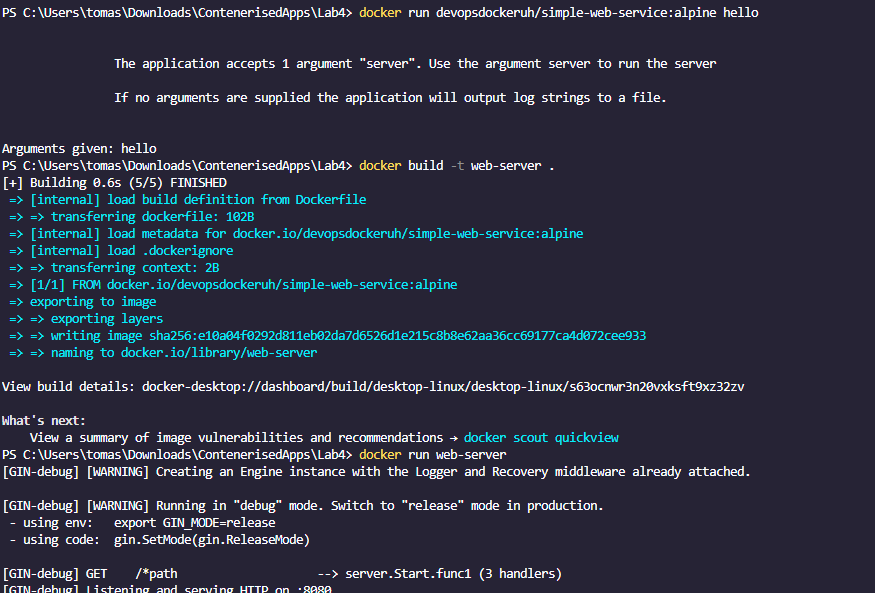 PS C:\Users\tomas\Downloads\ContenerisedApps\Lab4> docker run devopsdockeruh/simple-web-service:alpine hello
The application accepts 1 argument "server". Use the argument server to run the server
If no arguments are supplied the application will output log strings to a file.
Arguments given: hello
PS C:\Users\tomas\Downloads\ContenerisedApps\Lab4> docker build -t web-server .
[+] Building 0.6s (5/5) FINISHED
=> [internal] load build definition from Dockerfile
=> => transferring dockerfile: 102B
=> [internal] load metadata for docker.io/devopsdockeruh/simple-web-service:alpine
=> [internal] load .dockerignore
=> => transferring context: 2B
=> [1/1] FROM docker.io/devopsdockeruh/simple-web-service:alpine
=> exporting to image
=> => exporting layers
=> => writing image sha256:e10a04f0292d811eb02da7d6526d1e215c8b8e62aa36cc69177ca4d072cee933
=> => naming to docker.io/library/web-server
View build details: docker-desktop://dashboard/build/desktop-linux/desktop-linux/s63ocnwr3n20vxksft9xz32zv
What's next:
View a summary of image vulnerabilities and recommendations → docker scout quickview
PS C:\Users\tomas\Downloads\ContenerisedApps\Lab4> docker run web-server
[GIN-debug] [WARNING] Creating an Engine instance with the Logger and Recovery middleware already attached.
[GIN-debug] [WARNING] Running in "debug" mode. Switch to "release" mode in production.
- using env: export GIN_MODE=release
- using code: gin.SetMode(gin.ReleaseMode)
[GIN-debug] GET /*path --> server.Start.func1 (3 handlers)
[GIN-debug] Listening and serving HTTP on :8080